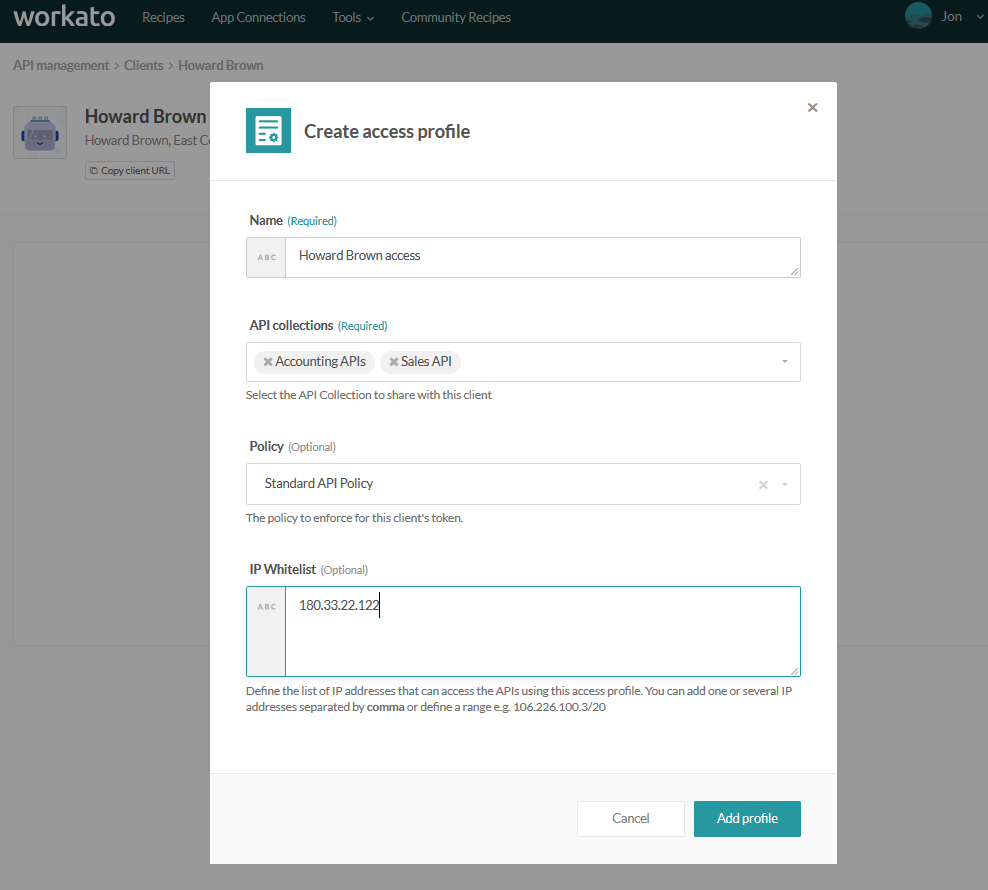 workato Recipes App Connections Tools Community Recipes Jon
API management > Clients > Howard Brown
Howard Brown
Howard Brown, East
Copy client URL
Create access profile
Name (Required)
ABC Howard Brown access
API collections (Required)
Accounting APIs Sales API
Select the API Collection to share with this client
Policy (Optional)
Standard API Policy
The policy to enforce for this client's token.
IP Whitelist (Optional)
ABC 180.33.22.122
Define the list of IP addresses that can access the APIs using this access profile. You can add one or several IP
addresses separated by comma or define a range e.g. 106.226.100.3/20
Cancel Add profile